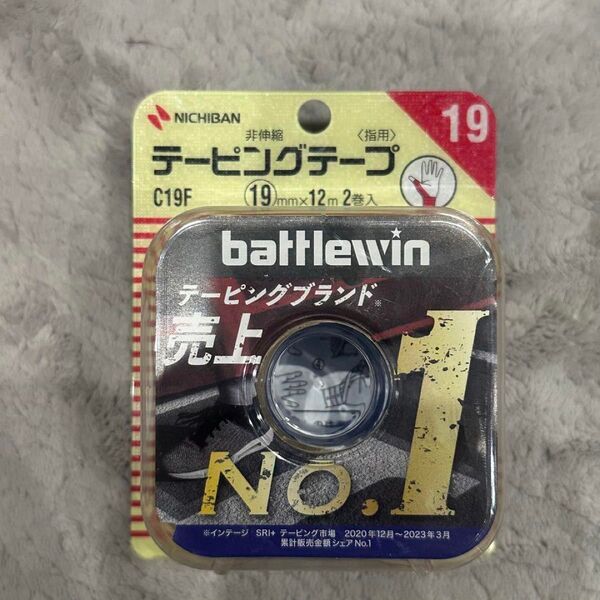 NICHIBAN
19
非伸縮 〈指用〉
テーピングテープ
C19F 19mm×12m 2巻入
battlewin
テーピングブランド※
売上
No.1
※インテージ SRI+ テーピング市場 2020年12月~2023年3月
累計販売金額シェアNo.1